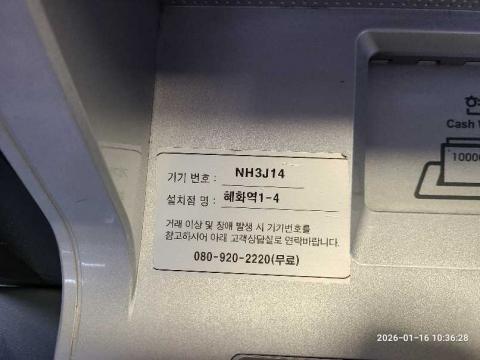 기기 번호 : NH3J14
설치점 명 : 혜화역1-4
거래 이상 및 장애 발생 시 기기번호를
참고하시어 아래 고객상담실로 연락바랍니다.
080-920-2220(무료)
현
Cash
10000
2026-01-16 10:36:28